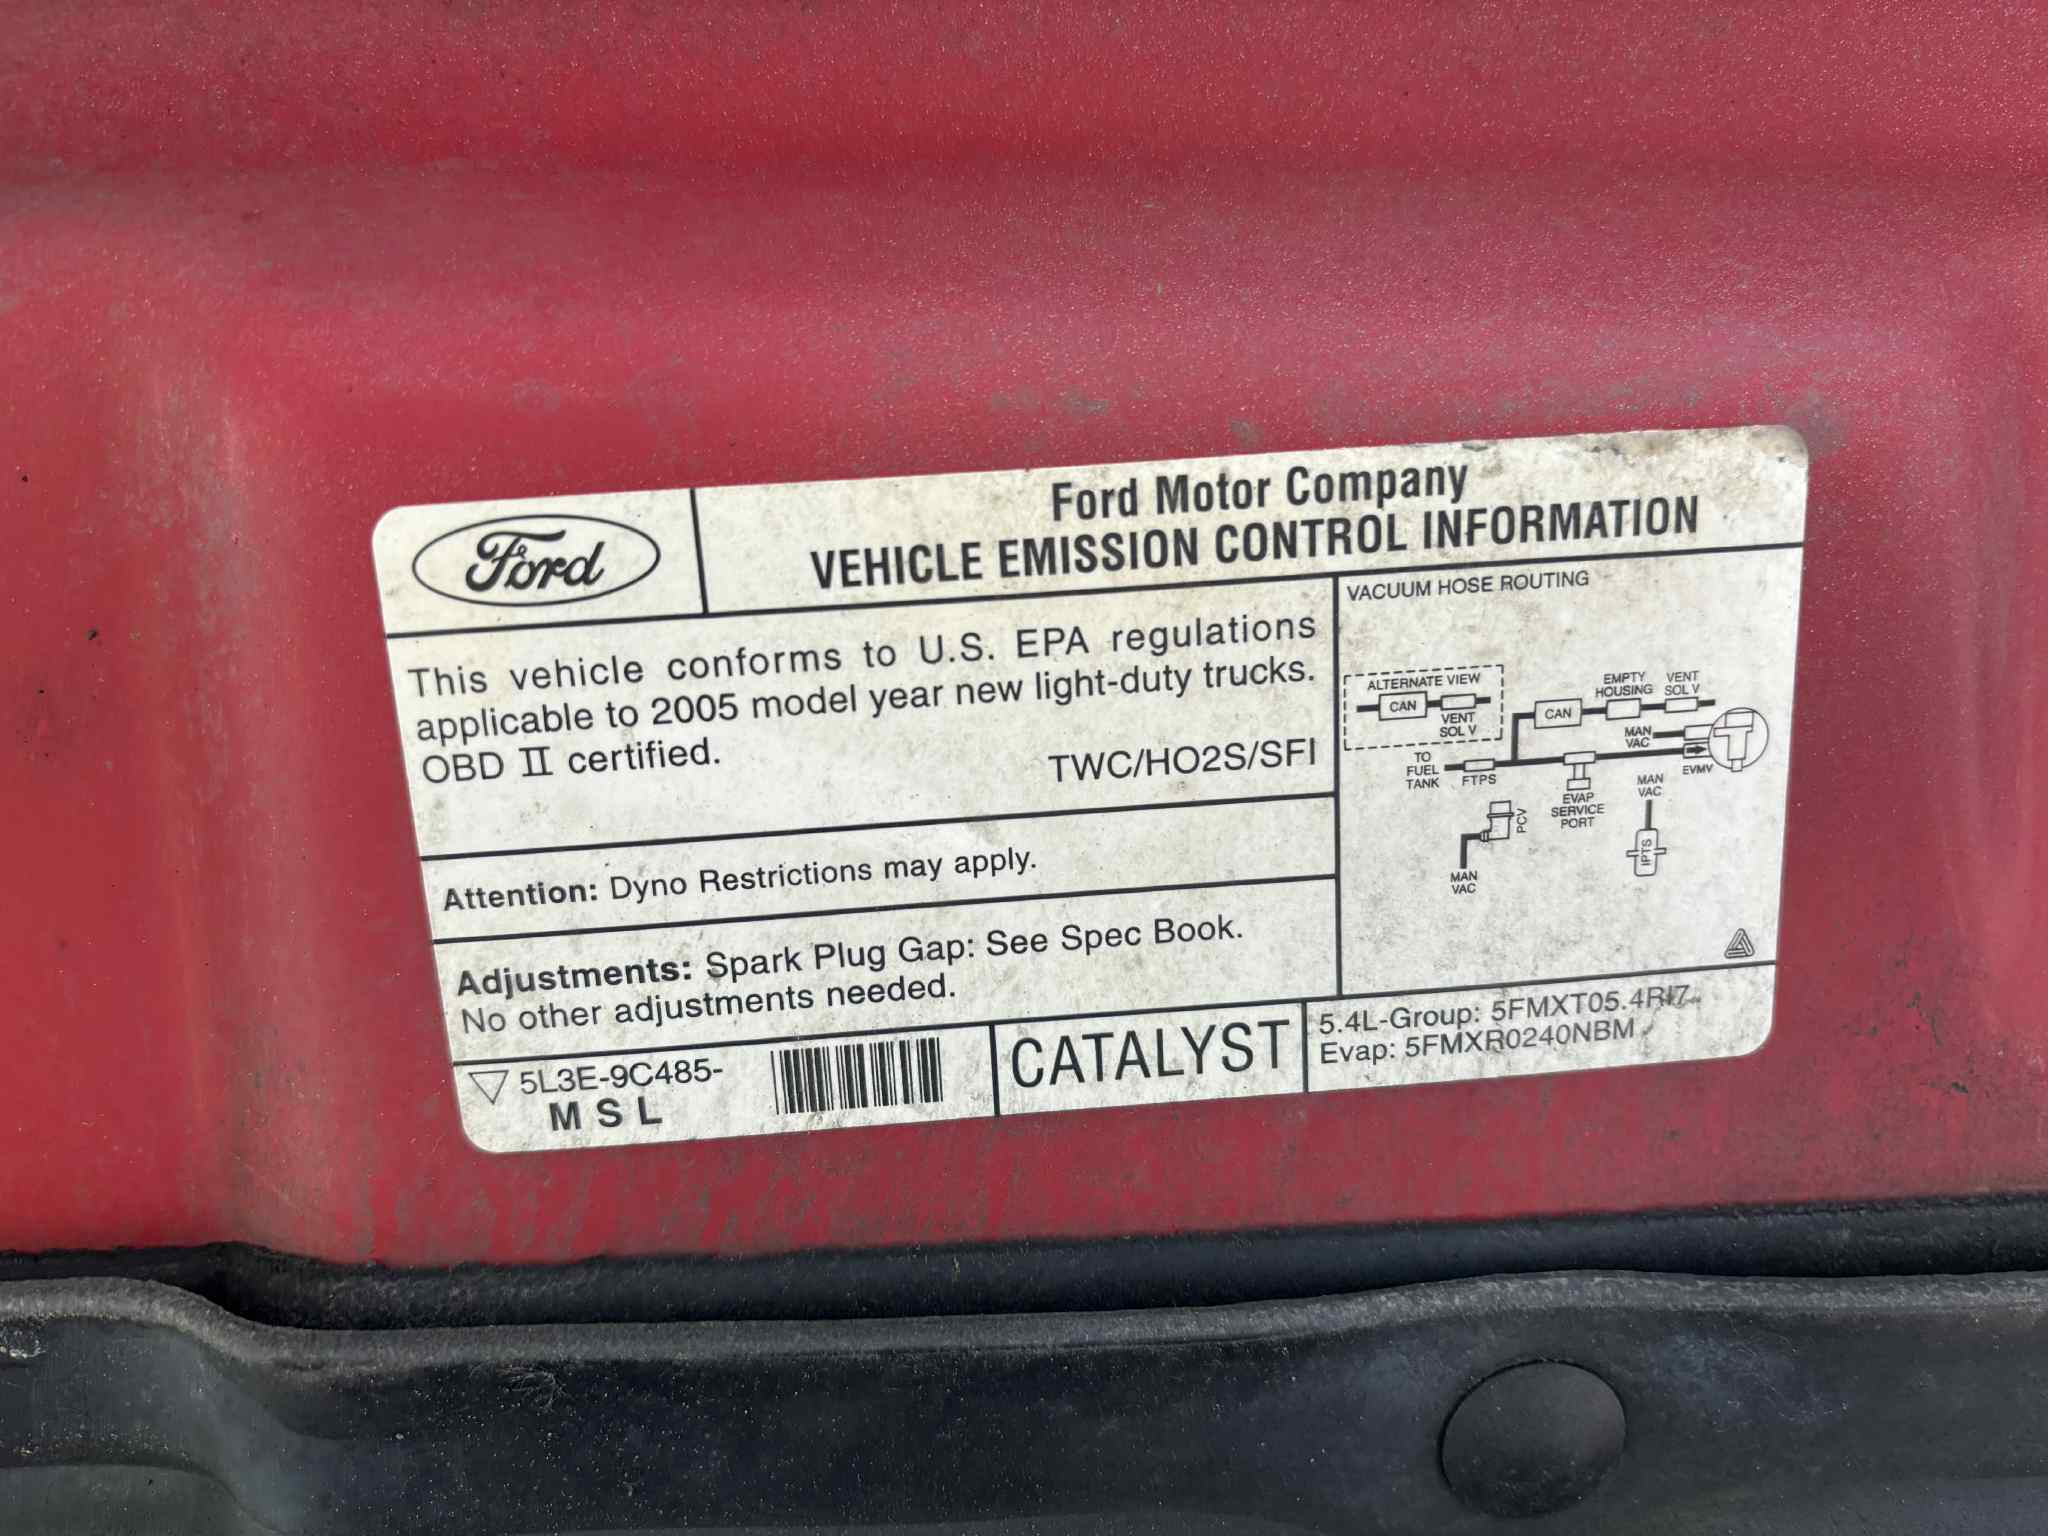 Ford
Ford Motor Company
VEHICLE EMISSION CONTROL INFORMATION
This vehicle conforms to U.S. EPA regulations
applicable to 2005 model year new light-duty trucks.
OBD II certified.
TWC/HO2S/SFI
Attention: Dyno Restrictions may apply.
Adjustments: Spark Plug Gap: See Spec Book.
No other adjustments needed.
5L3E-9C485-
M S L
CATALYST
VACUUM HOSE ROUTING
ALTERNATE VIEW
CAN
VENT
SOL V
EMPTY
HOUSING
VENT
SOL V
CAN
MAN
VAC
TO
FUEL
TANK
FTPS
EVMV
EVAP
SERVICE
PORT
MAN
VAC
PCV
IPTS
MAN
VAC
5.4L-Group: 5FMXT05.4RI7
Evap: 5FMXR0240NBM